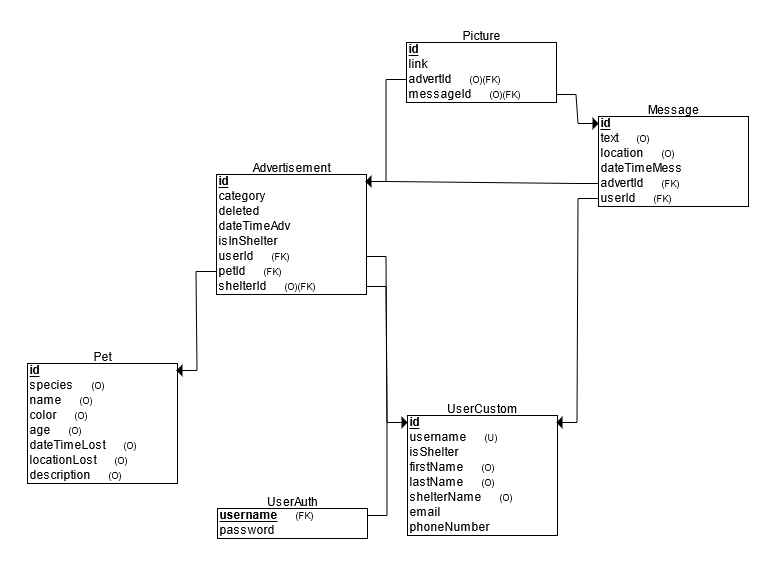 Picture
id
link
advertId (O)(FK)
messageId (O)(FK)
Message
id
text (O)
location (O)
dateTimeMess
advertId (FK)
userId (FK)
Advertisement
id
category
deleted
dateTimeAdv
isInShelter
userId (FK)
petId (FK)
shelterId (O)(FK)
Pet
id
species (O)
name (O)
color (O)
age (O)
dateTimeLost (O)
locationLost (O)
description (O)
UserCustom
id
username (U)
isShelter
firstName (O)
lastName (O)
shelterName (O)
email
phoneNumber
UserAuth
username (FK)
password